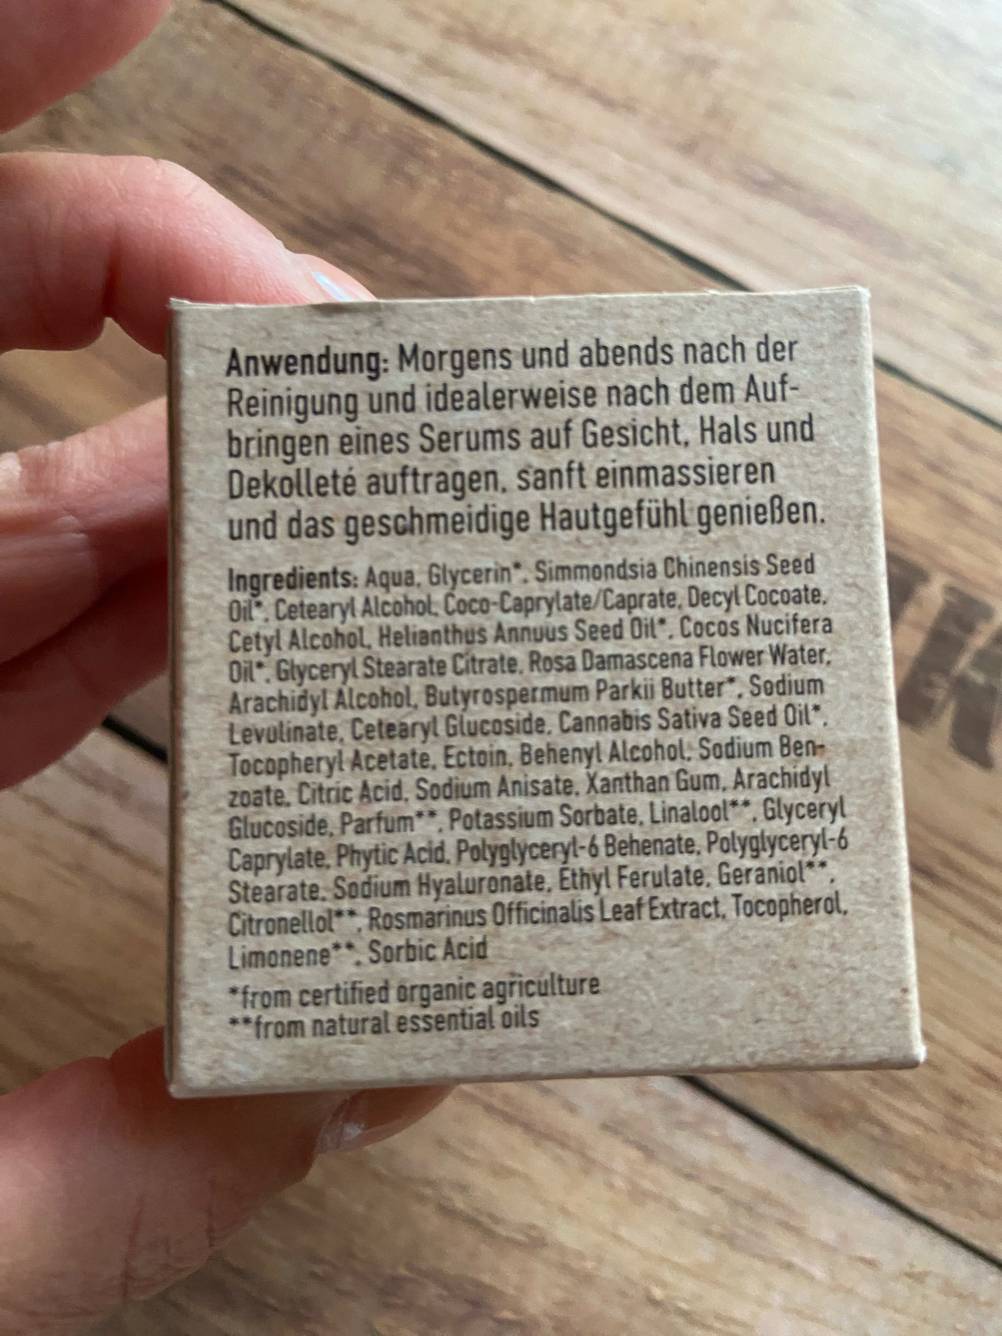 Anwendung: Morgens und abends nach der
Reinigung und idealerweise nach dem Auf-
bringen eines Serums auf Gesicht, Hals und
Dekolleté auftragen, sanft einmassieren
und das geschmeidige Hautgefühl genießen.
Ingredients: Aqua, Glycerin*, Simmondsia Chinensis Seed
Oil*, Cetearyl Alcohol, Coco-Caprylate/Caprate, Decyl Cocoate,
Cetyl Alcohol, Helianthus Annuus Seed Oil*, Cocos Nucifera
Oil*, Glyceryl Stearate Citrate, Rosa Damascena Flower Water,
Arachidyl Alcohol, Butyrospermum Parkii Butter*, Sodium
Levulinate, Cetearyl Glucoside, Cannabis Sativa Seed Oil*,
Tocopheryl Acetate, Ectoin, Behenyl Alcohol, Sodium Ben-
zoate, Citric Acid, Sodium Anisate, Xanthan Gum, Arachidyl
Glucoside, Parfum**, Potassium Sorbate, Linalool**, Glyceryl
Caprylate, Phytic Acid, Polyglyceryl-6 Behenate, Polyglyceryl-6
Stearate, Sodium Hyaluronate, Ethyl Ferulate, Geraniol**,
Citronellol**, Rosmarinus Officinalis Leaf Extract, Tocopherol,
Limonene**, Sorbic Acid
*from certified organic agriculture
**from natural essential oils